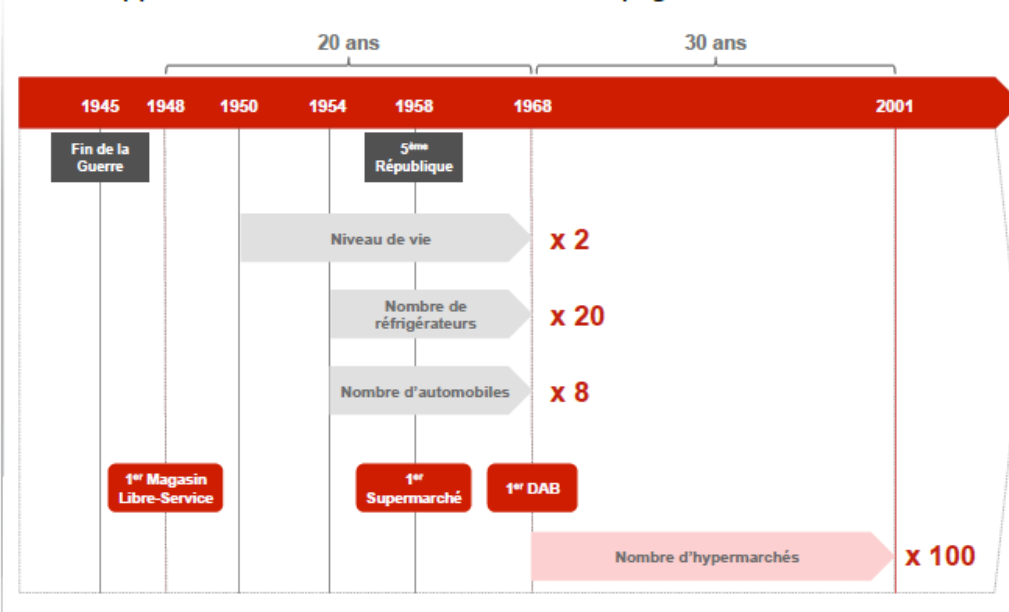 20 ans
30 ans
1945 1948 1950 1954 1958 1968 2001
Fin de la
Guerre
5ème
République
Niveau de vie
x 2
Nombre de
réfrigérateurs
x 20
Nombre d'automobiles
x 8
1er Magasin
Libre-Service
1er
Supermarché
1er DAB
Nombre d'hypermarchés
x 100